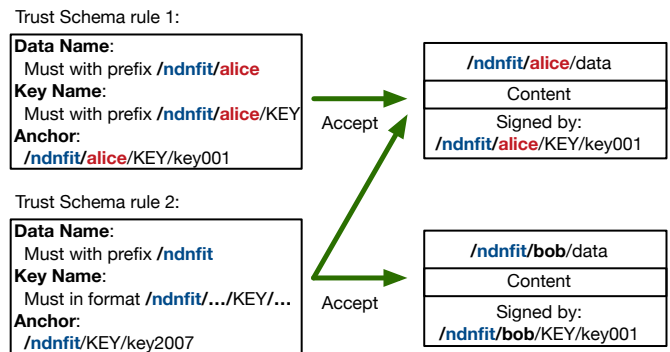 Trust Schema rule 1:
Data Name:
Must with prefix /ndnfit/alice
Key Name:
Must with prefix /ndnfit/alice/KEY
Anchor:
/ndnfit/alice/KEY/key001
Accept
/ndnfit/alice/data
Content
Signed by:
/ndnfit/alice/KEY/key001
Trust Schema rule 2:
Data Name:
Must with prefix /ndnfit
Key Name:
Must in format /ndnfit/.../KEY/...
Anchor:
/ndnfit/KEY/key2007
Accept
/ndnfit/bob/data
Content
Signed by:
/ndnfit/bob/KEY/key001